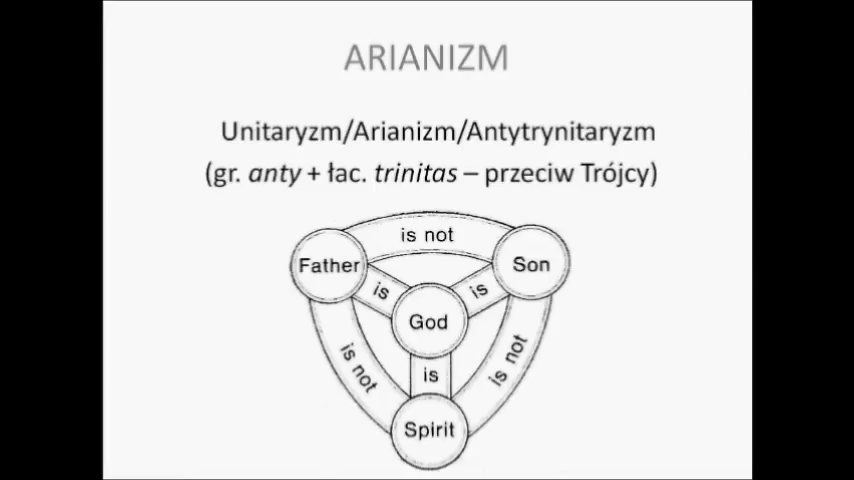 ARIANIZM
Unitaryzm/Arianizm/Antytrynitaryzm
(gr. anty + łac. trinitas – przeciw Trójcy)
is not
Father
Son
is
is
God
is not
is not
is
Spirit